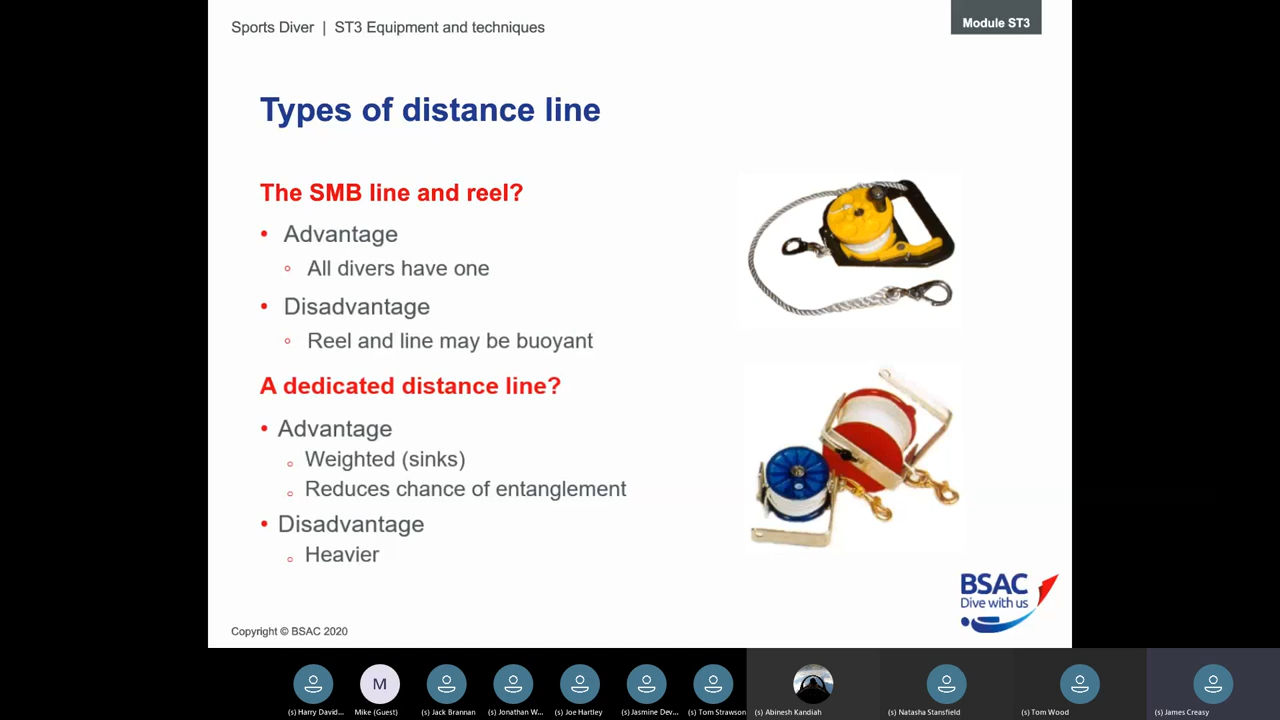 Sports Diver | ST3 Equipment and techniques
Module ST3
Types of distance line
The SMB line and reel?
• Advantage
◦ All divers have one
• Disadvantage
◦ Reel and line may be buoyant
A dedicated distance line?
• Advantage
◦ Weighted (sinks)
◦ Reduces chance of entanglement
• Disadvantage
◦ Heavier
BSAC
Dive with us
Copyright © BSAC 2020
M
(s) Harry David...
Mike (Guest)
(s) Jack Brannan
(s) Jonathan W...
(s) Joe Hartley
(s) Jasmine Dev...
(s) Tom Strawson
(s) Abinesh Kandiah
(s) Natasha Stansfield
(s) Tom Wood
(s) James Creasy